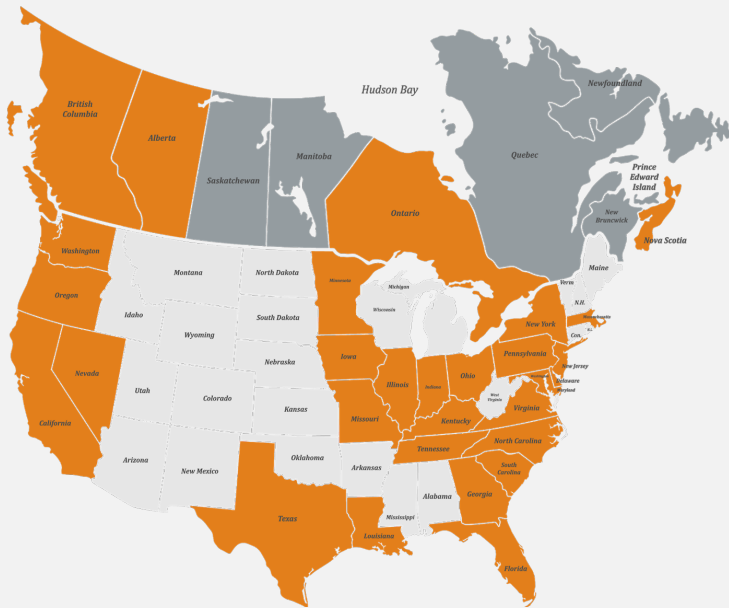 Hudson Bay
Newfoundland
British
Columbia
Alberta
Saskatchewan
Manitoba
Quebec
Prince
Edward
Island
Ontario
New
Bruncwick
Nova Scotia
Washington
Montana
North Dakota
Minnesota
Michigan
Maine
Verm
N.H.
Oregon
Idaho
Wyoming
South Dakota
Wisconsin
New York
Massachusetts
Con.
R.I.
Nevada
Nebraska
Iowa
Pennsylvania
New Jersey
Utah
Colorado
Kansas
Illinois
Indiana
Ohio
Maryland
Delaware
Maryland
West
Virginia
Virginia
California
Missouri
Kentucky
North Carolina
Arizona
New Mexico
Oklahoma
Arkansas
Tennessee
South
Carolina
Texas
Louisiana
Mississippi
Alabama
Georgia
Florida